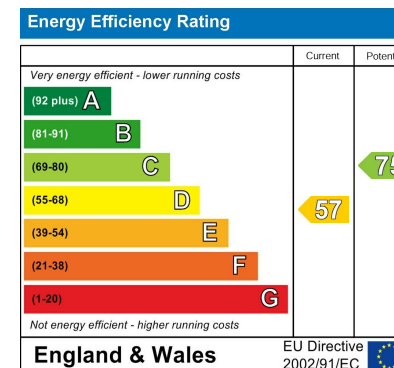 Energy Efficiency Rating
Current
Potent
Very energy efficient - lower running costs
(92 plus) A
(81-91) B
(69-80) C
75
(55-68) D
57
(39-54) E
(21-38) F
(1-20) G
Not energy efficient - higher running costs
England & Wales
EU Directive
2002/91/EC